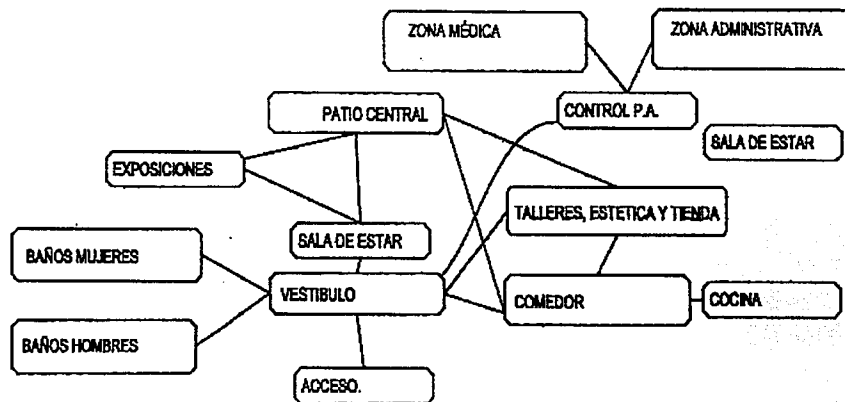 ZONA MÉDICA
ZONA ADMINISTRATIVA
PATIO CENTRAL
CONTROL P.A.
SALA DE ESTAR
EXPOSICIONES
TALLERES, ESTETICA Y TIENDA
SALA DE ESTAR
BAÑOS MUJERES
VESTIBULO
COMEDOR
COCINA
BAÑOS HOMBRES
ACCESO.